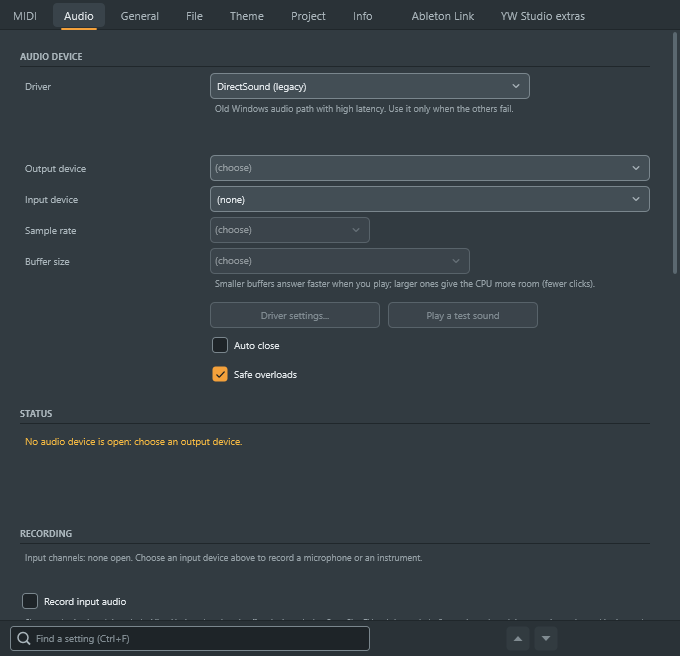 MIDI
Audio
General
File
Theme
Project
Info
Ableton Link
YW Studio extras
AUDIO DEVICE
Driver
DirectSound (legacy)
Old Windows audio path with high latency. Use it only when the others fail.
Output device
(choose)
Input device
(none)
Sample rate
(choose)
Buffer size
(choose)
Smaller buffers answer faster when you play; larger ones give the CPU more room (fewer clicks).
Driver settings...
Play a test sound
Auto close
Safe overloads
STATUS
No audio device is open: choose an output device.
RECORDING
Input channels: none open. Choose an input device above to record a microphone or an instrument.
Record input audio
Find a setting (Ctrl+F)